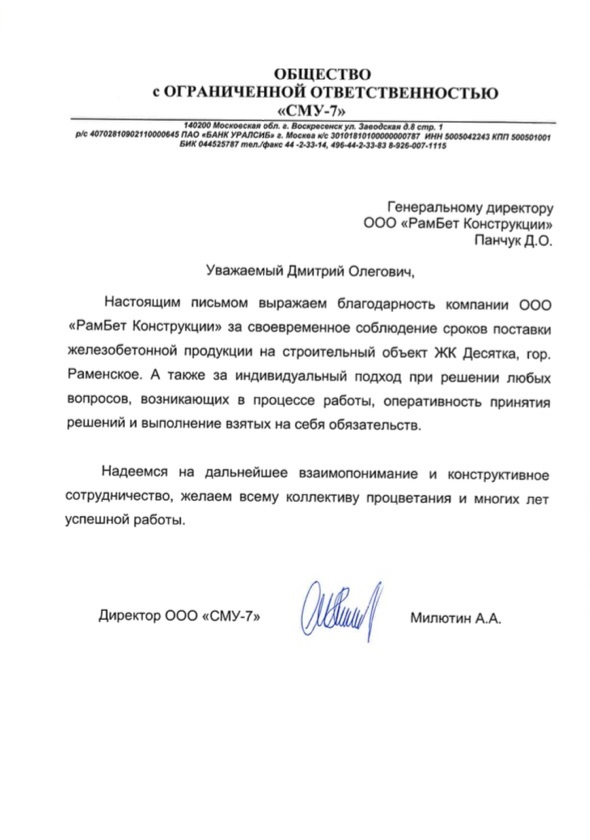 ОБЩЕСТВО
с ОГРАНИЧЕННОЙ ОТВЕТСТВЕННОСТЬЮ
«СМУ-7»
140200 Московская обл. г. Воскресенск ул. Заводская д.8 стр. 1
р/с 40702810902110000645 ПАО «БАНК УРАЛСИБ» г. Москва к/с 30101810100000000787 ИНН 5005042243 КПП 500501001
БИК 044525787 тел./факс 44 -2-33-14, 496-44-2-33-83 8-926-007-1115
Генеральному директору
ООО «РамБет Конструкции»
Панчук Д.О.
Уважаемый Дмитрий Олегович,
Настоящим письмом выражаем благодарность компании ООО
«РамБет Конструкции» за своевременное соблюдение сроков поставки
железобетонной продукции на строительный объект ЖК Десятка, гор.
Раменское. А также за индивидуальный подход при решении любых
вопросов, возникающих в процессе работы, оперативность принятия
решений и выполнение взятых на себя обязательств.
Надеемся на дальнейшее взаимопонимание и конструктивное
сотрудничество, желаем всему коллективу процветания и многих лет
успешной работы.
Директор ООО «СМУ-7» Милютин А.А.